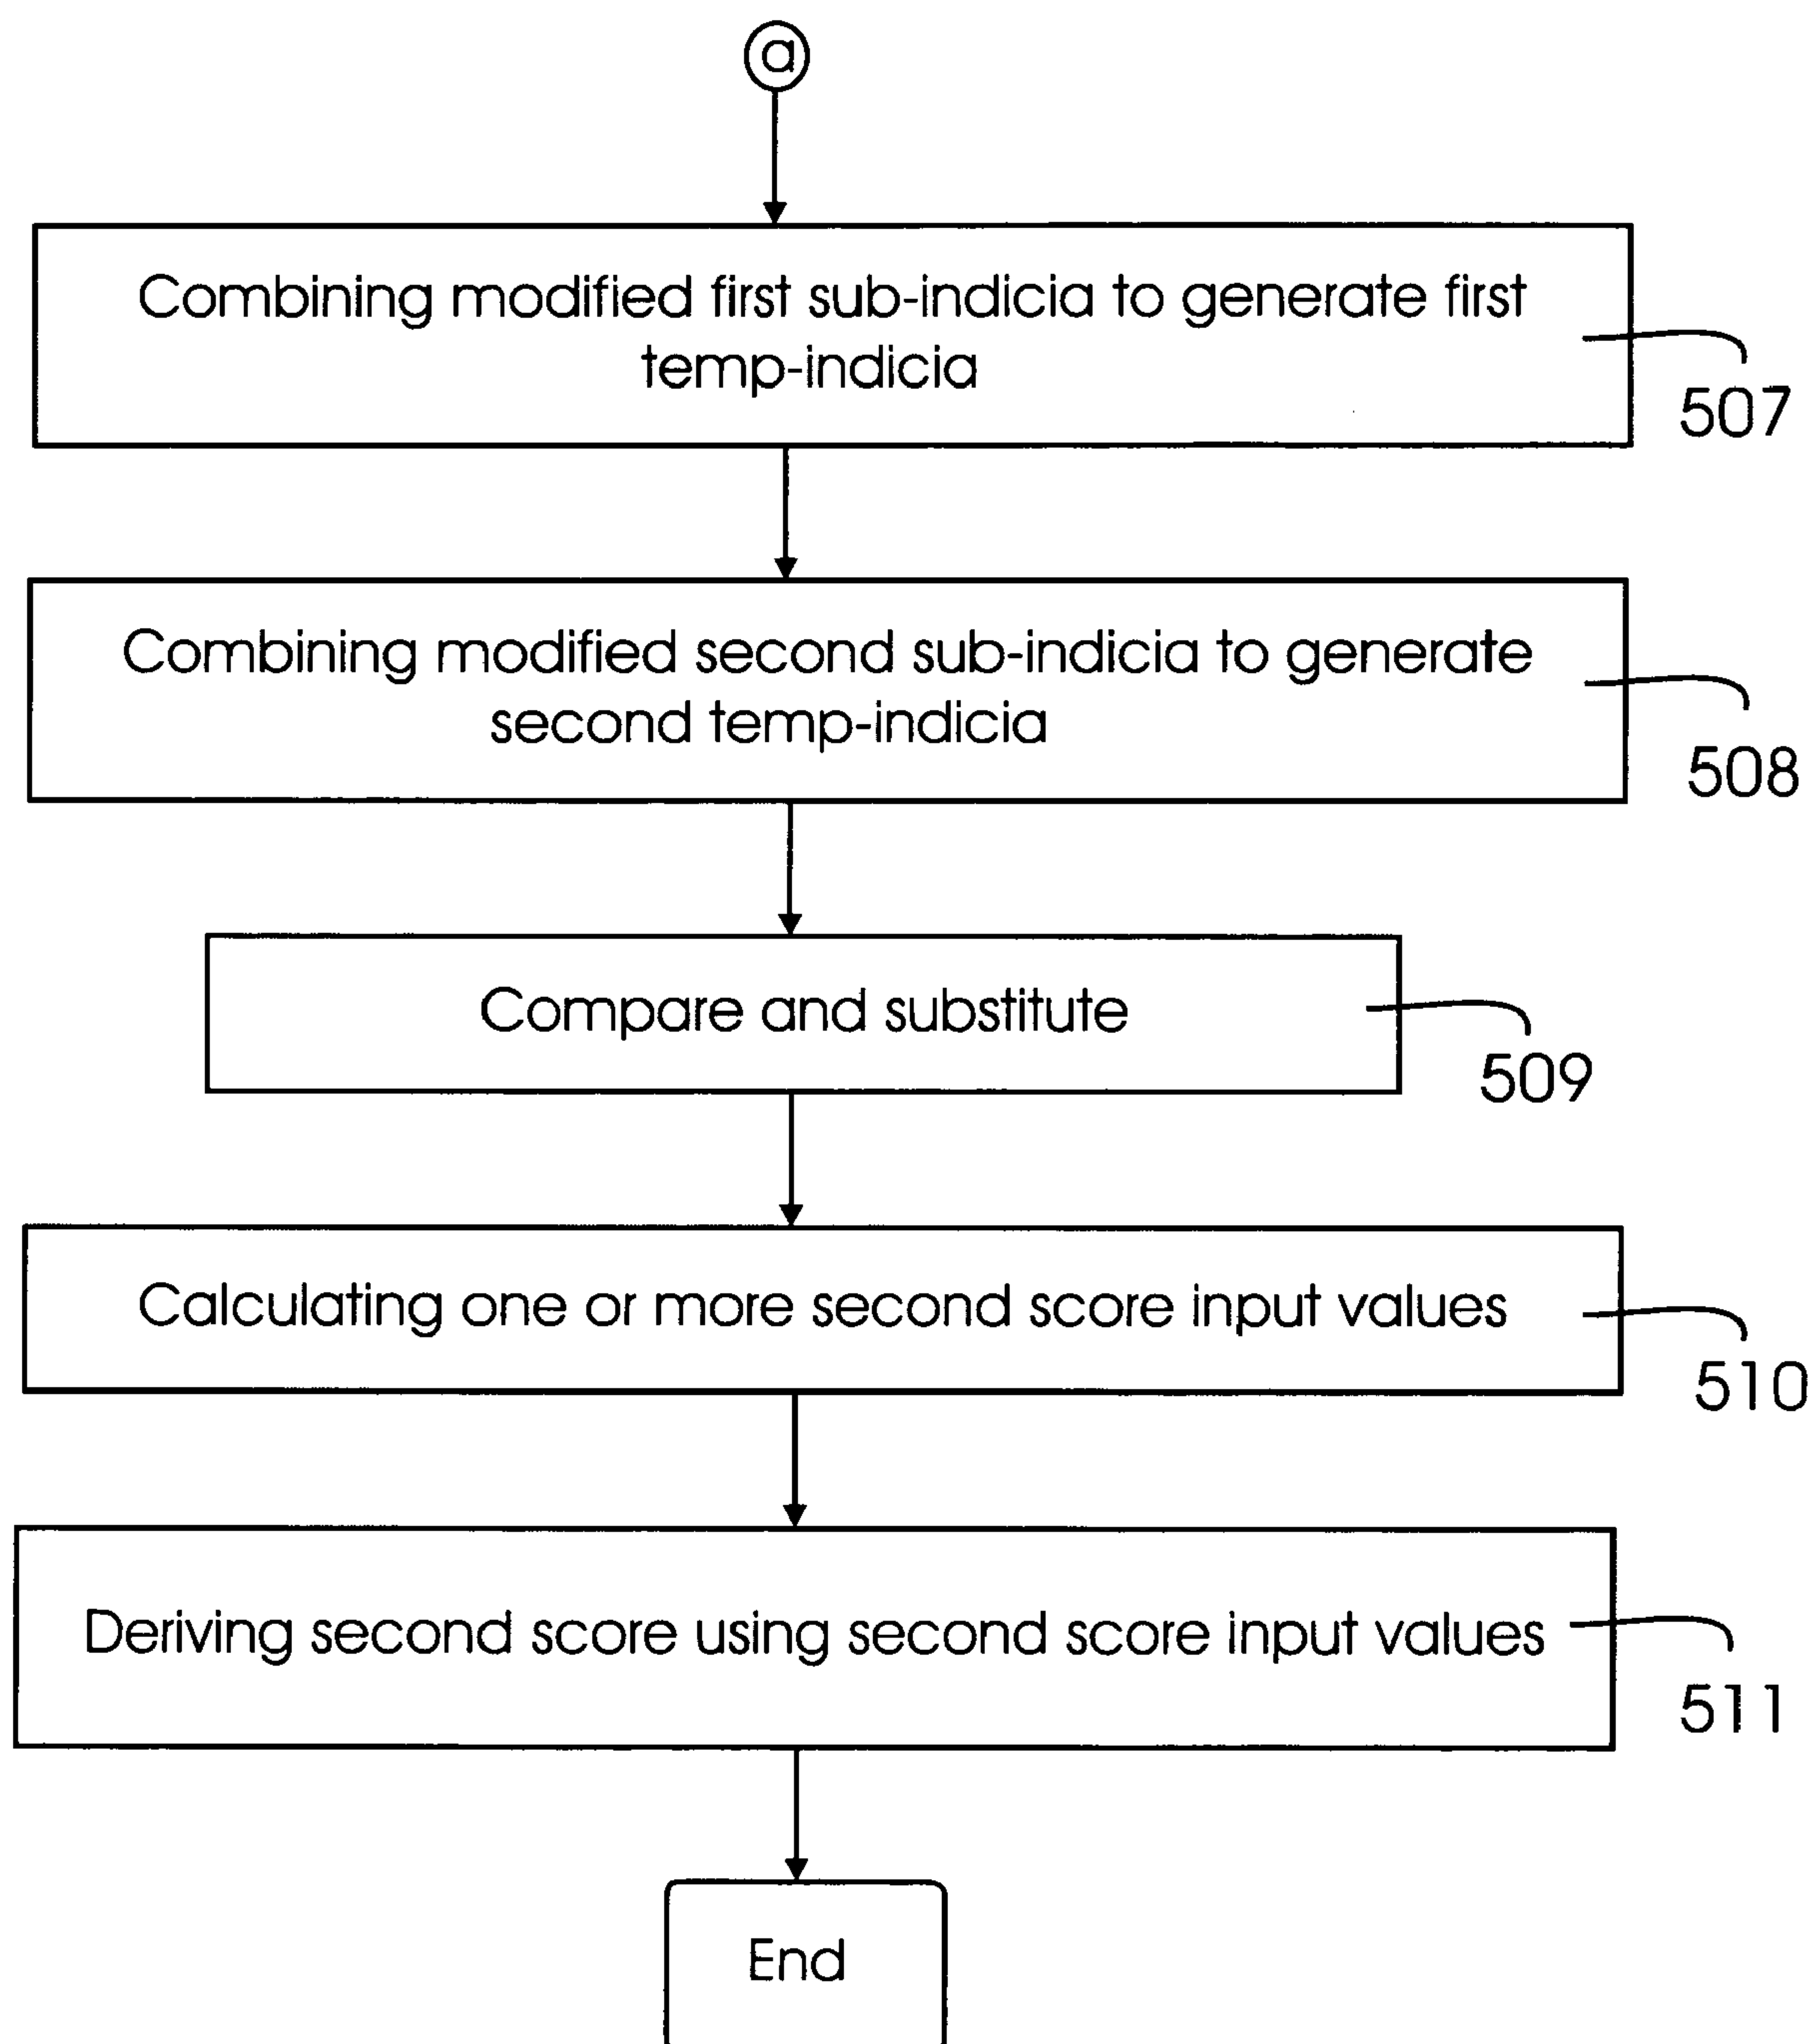 a
Combining modified first sub-indicia to generate first
temp-indicia
507
Combining modified second sub-indicia to generate
second temp-indicia
508
Compare and substitute
509
Calculating one or more second score input values
510
Deriving second score using second score input values
511
End